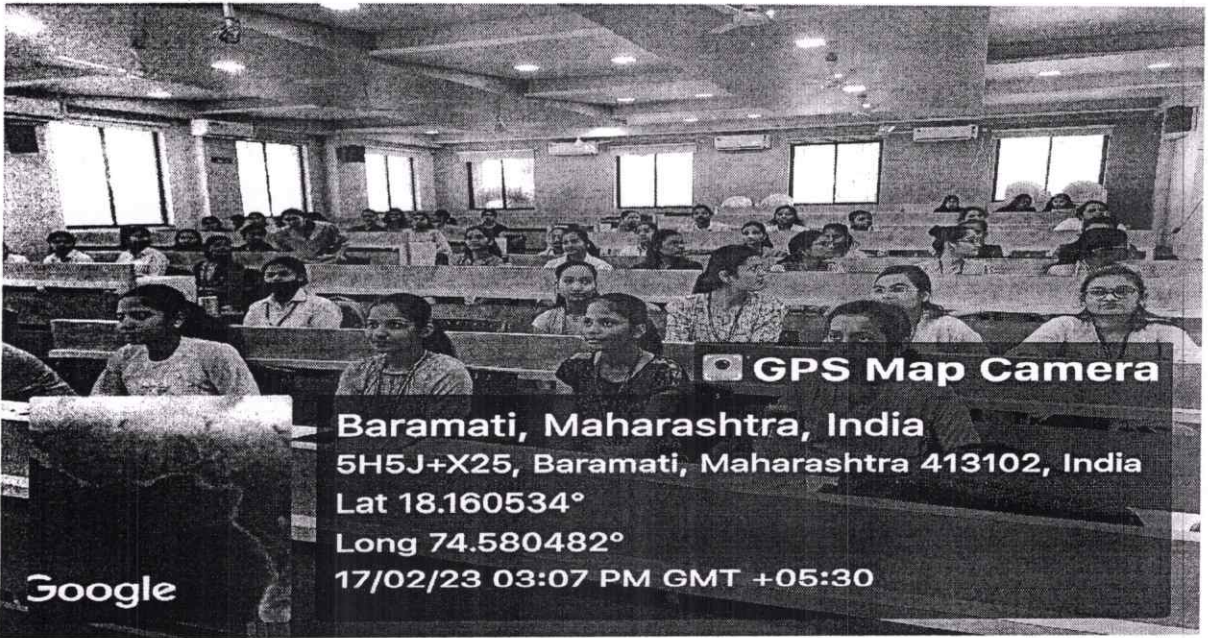 GPS Map Camera
Baramati, Maharashtra, India
5H5J+X25, Baramati, Maharashtra 413102, India
Lat 18.160534°
Long 74.580482°
17/02/23 03:07 PM GMT +05:30
Google